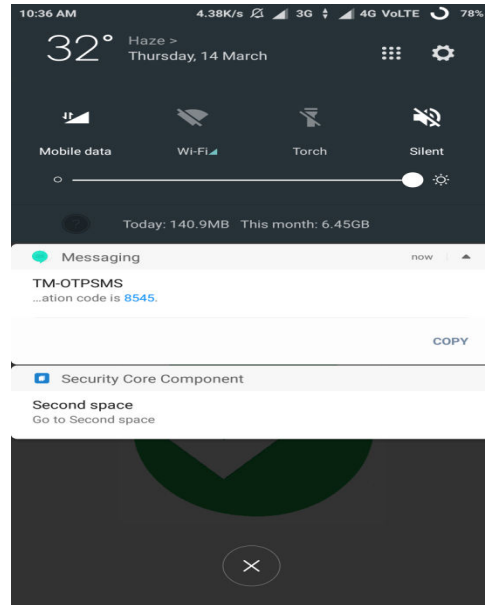 10:36 AM 4.38K/s 3G 4G VoLTE 78%
32° Haze >
Thursday, 14 March
Mobile data Wi-Fi Torch Silent
Today: 140.9MB This month: 6.45GB
Messaging now
TM-OTPSMS
...ation code is 8545.
COPY
Security Core Component
Second space
Go to Second space